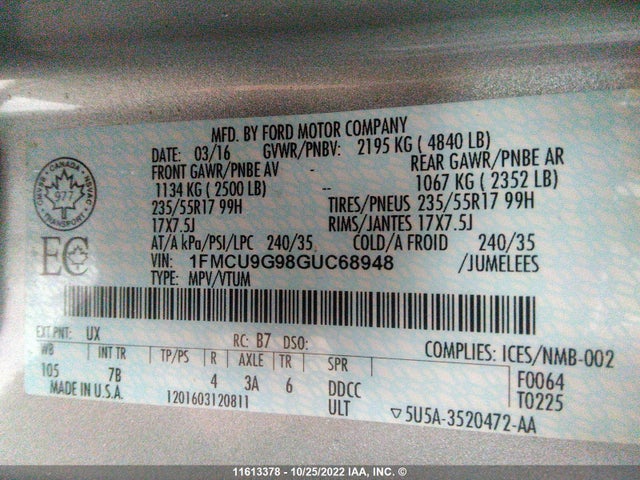 MFD. BY FORD MOTOR COMPANY
DATE: 03/16 GVWR/PNBV: 2195 KG ( 4840 LB)
FRONT GAWR/PNBE AV REAR GAWR/PNBE AR
1134 KG ( 2500 LB) -- 1067 KG ( 2352 LB)
235/55R17 99H TIRES/PNEUS 235/55R17 99H
17X7.5J RIMS/JANTES 17X7.5J
AT/A kPa/PSI/LPC 240/35 COLD/A FROID 240/35
VIN: 1FMCU9G98GUC68948 /JUMELEES
TYPE: MPV/VTUM
CANADA
TRANSPORT
977
EC
EXT PNT: UX RC: B7 DSO: COMPLIES: ICES/NMB-002
WB INT TR TP/PS R AXLE TR SPR F0064
105 7B 4 3A 6 DDCC T0225
MADE IN U.S.A. 1201603120811 ULT 5U5A-3520472-AA
11613378 - 10/25/2022 IAA, INC. ©